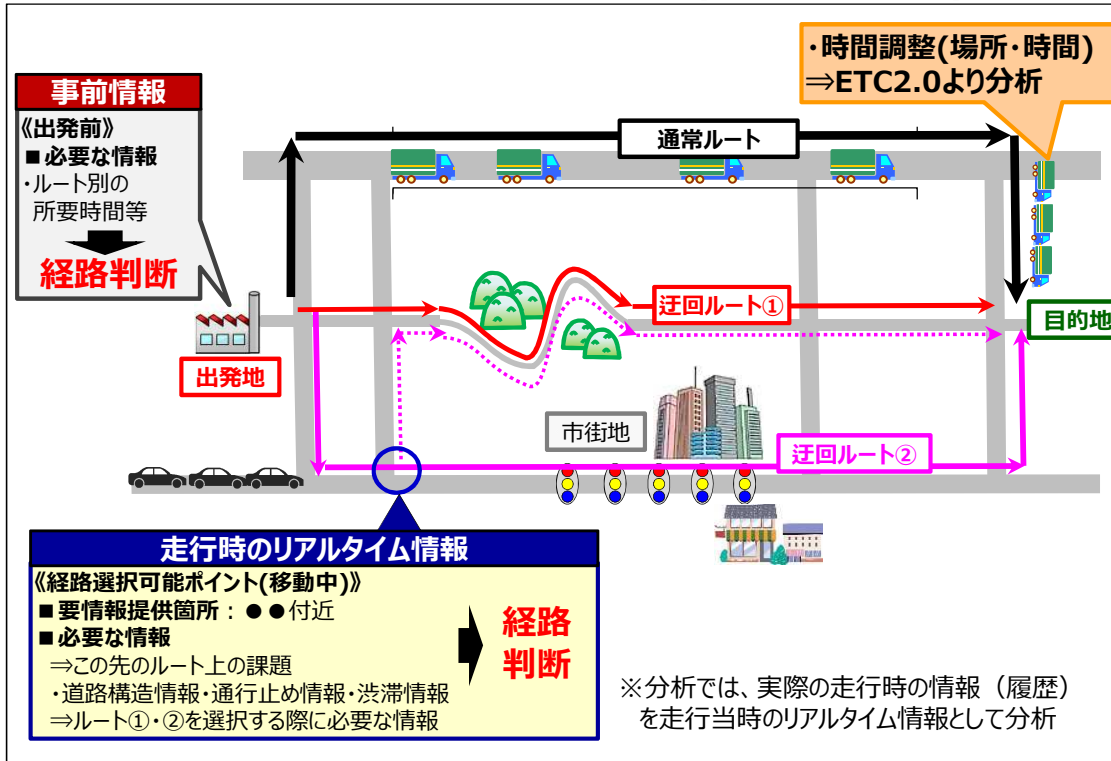 ・時間調整(場所・時間)
⇒ETC2.0より分析
事前情報
《出発前》
■必要な情報
・ルート別の
所要時間等
経路判断
通常ルート
迂回ルート①
目的地
出発地
市街地
迂回ルート②
走行時のリアルタイム情報
《経路選択可能ポイント(移動中)》
■要情報提供箇所：●●付近
■必要な情報
⇒この先のルート上の課題
・道路構造情報・通行止め情報・渋滞情報
⇒ルート①・②を選択する際に必要な情報
経路
判断
※分析では、実際の走行時の情報（履歴）
を走行当時のリアルタイム情報として分析